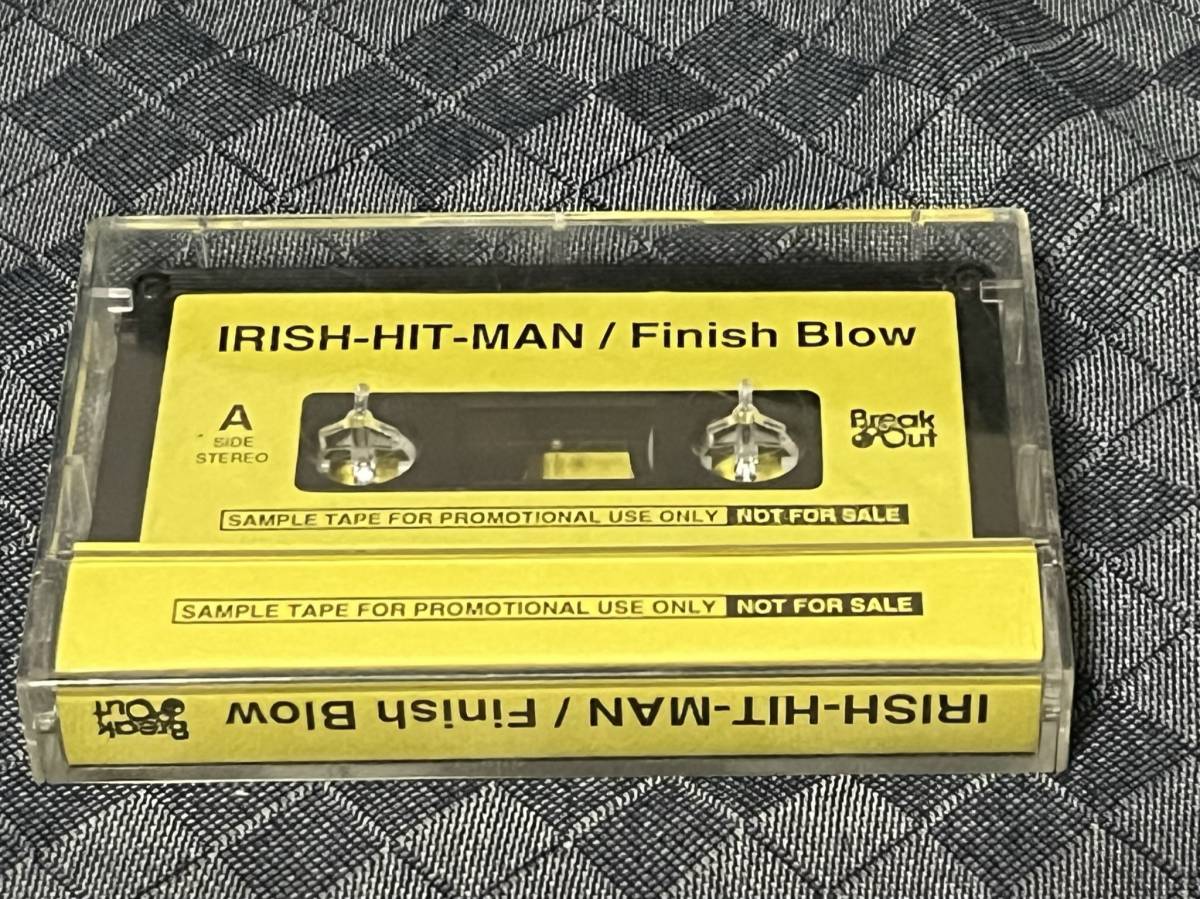 IRISH-HIT-MAN / Finish Blow
A
SIDE
STEREO
Break
Out
SAMPLE TAPE FOR PROMOTIONAL USE ONLY NOT FOR SALE
SAMPLE TAPE FOR PROMOTIONAL USE ONLY NOT FOR SALE
IRISH-HIT-MAN / Finish Blow
Break
Out